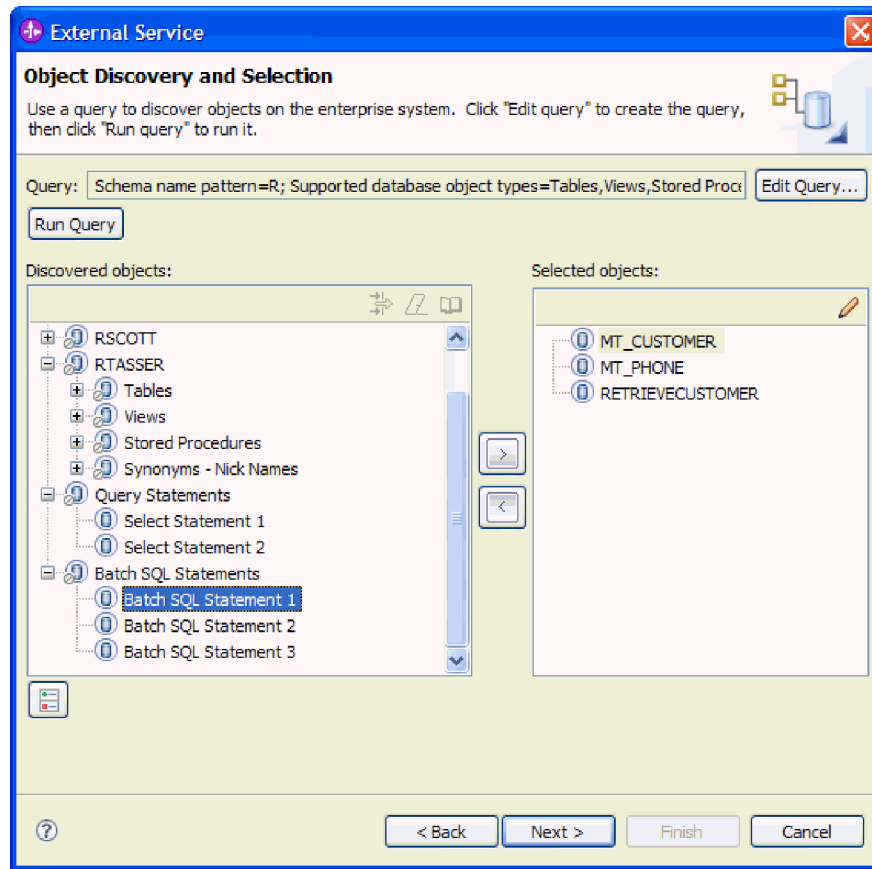 External Service
Object Discovery and Selection
Use a query to discover objects on the enterprise system. Click "Edit query" to create the query,
then click "Run query" to run it.
Query: Schema name pattern=R; Supported database object types=Tables,Views,Stored Proce Edit Query...
Run Query
Discovered objects: Selected objects:
RSCOTT
RTASSER
Tables
Views
Stored Procedures
Synonyms - Nick Names
Query Statements
Select Statement 1
Select Statement 2
Batch SQL Statements
Batch SQL Statement 1
Batch SQL Statement 2
Batch SQL Statement 3
MT_CUSTOMER
MT_PHONE
RETRIEVECUSTOMER
> 
<
? < Back Next > Finish Cancel